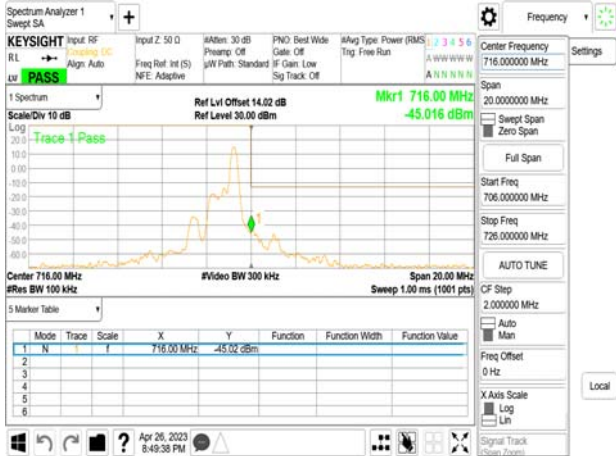 Spectrum Analyzer 1
Swept SA
Frequency
KEYSIGHT Input: RF Input Z: 50 Ω #Atten: 30 dB PNO: Best Wide #Avg Type: Power (RMS 1 2 3 4 5 6
RL Coupling: DC Preamp: Off Gate: Off Trig: Free Run A W W W W W
Align: Auto Freq Ref: Int (S) µW Path: Standard IF Gain: Low
LU PASS NFE: Adaptive Sig Track: Off A N N N N N
1 Spectrum Ref Lvl Offset 14.02 dB Mkr1 716.00 MHz
Scale/Div 10 dB Ref Level 30.00 dBm -45.016 dBm
Log
Trace 1 Pass
20.0
10.0
0.00
-10.0
-20.0
-30.0
-40.0
-50.0
-60.0
1
Center 716.00 MHz #Video BW 300 kHz Span 20.00 MHz
#Res BW 100 kHz Sweep 1.00 ms (1001 pts)
5 Marker Table
Mode Trace Scale X Y Function Function Width Function Value
1 N 1 f 716.00 MHz -45.02 dBm
2
3
4
5
6
Apr 26, 2023
8:49:38 PM
Center Frequency
716.000000 MHz
Settings
Span
20.0000000 MHz
Swept Span
Zero Span
Full Span
Start Freq
706.000000 MHz
Stop Freq
726.000000 MHz
AUTO TUNE
CF Step
2.000000 MHz
Auto
Man
Freq Offset
0 Hz
Local
X Axis Scale
Log
Lin
Signal Track
(Span Zoom)